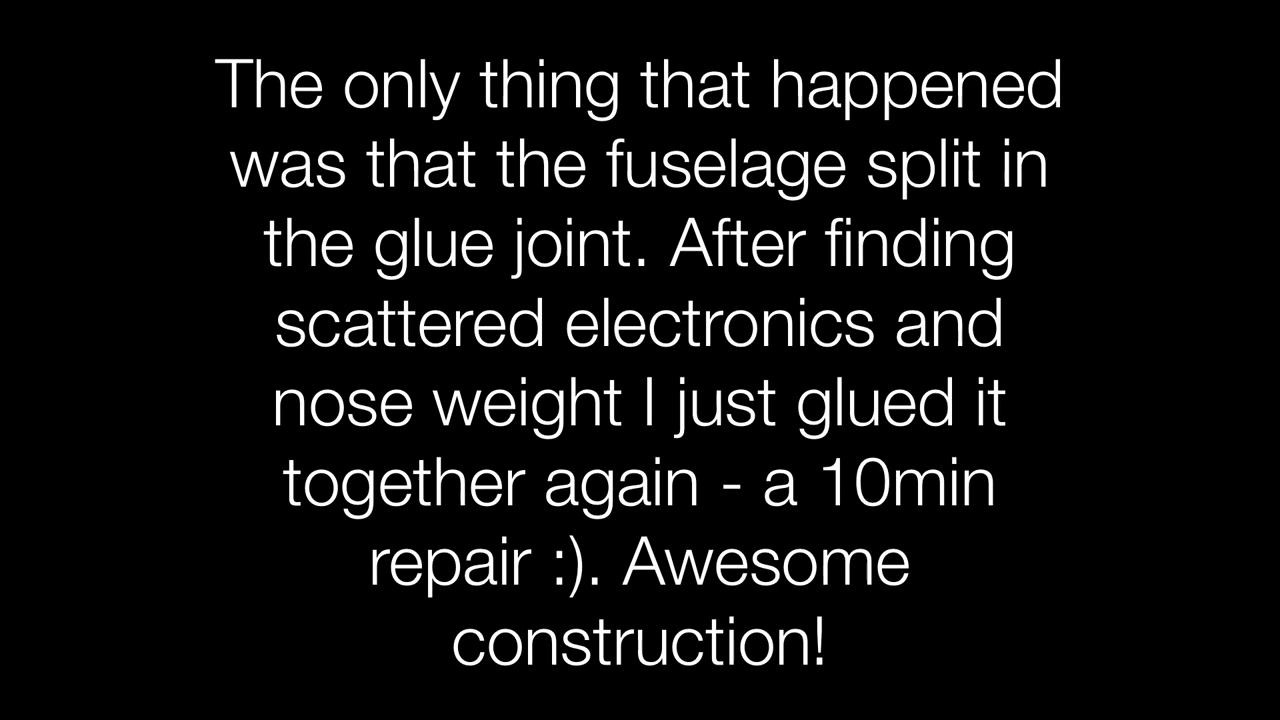 The only thing that happened
was that the fuselage split in
the glue joint. After finding
scattered electronics and
nose weight I just glued it
together again - a 10min
repair :). Awesome
construction!